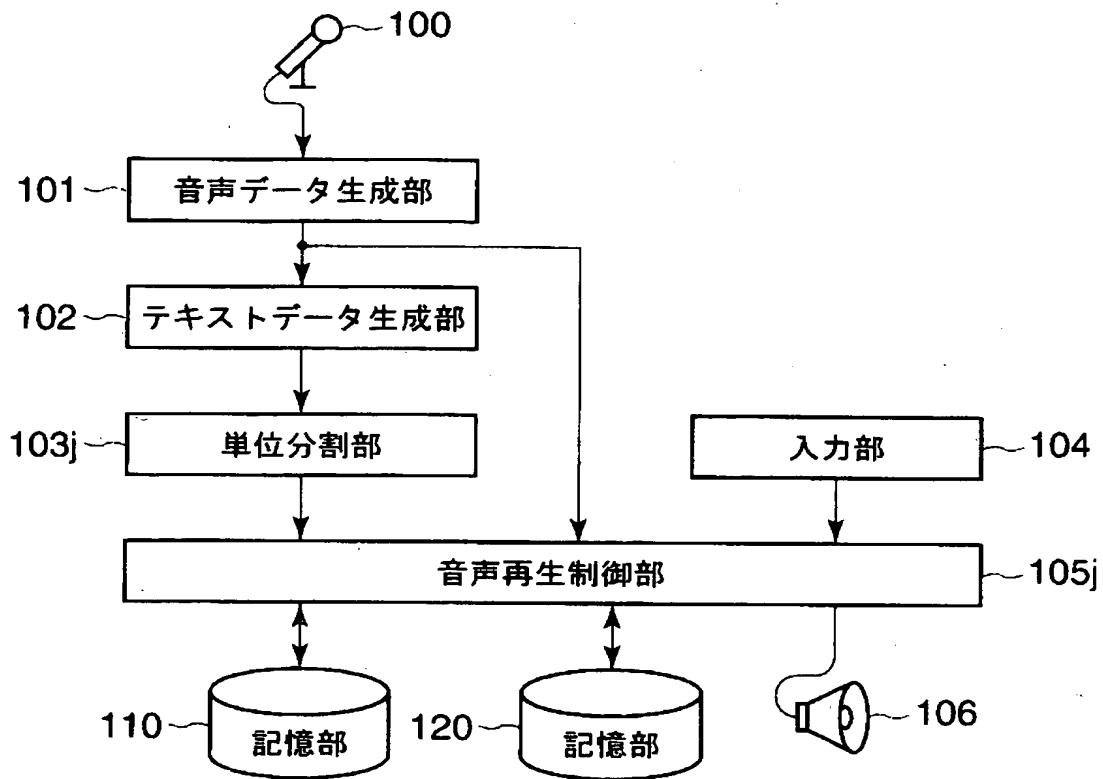 100
101
音声データ生成部
102
テキストデータ生成部
103j
単位分割部
入力部
104
音声再生制御部
105j
110
記憶部
120
記憶部
106